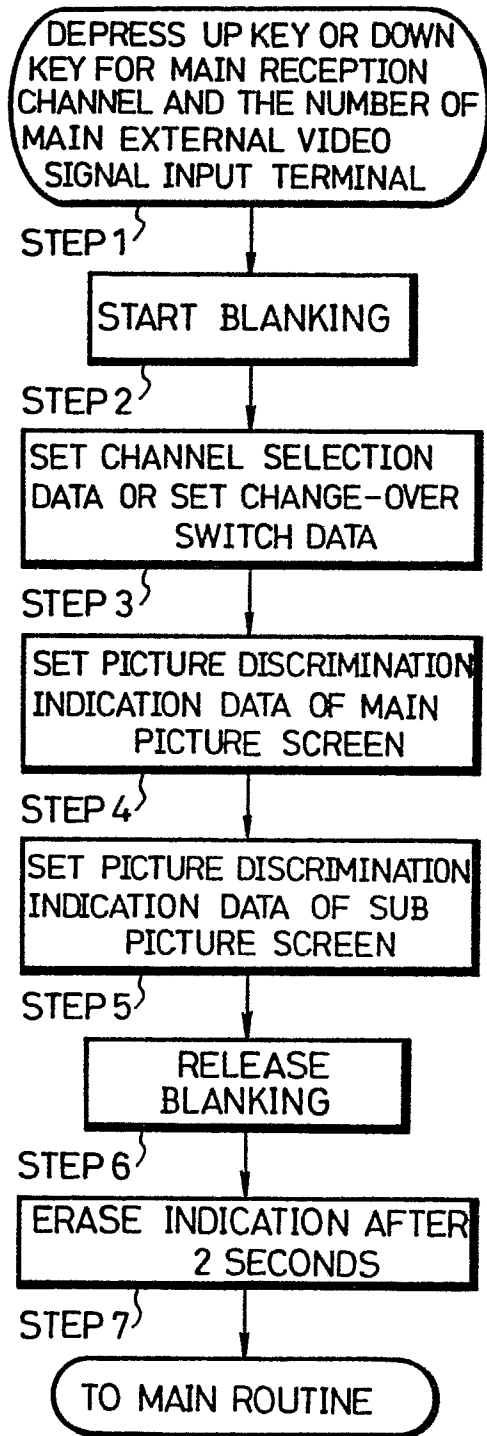 DEPRESS UP KEY OR DOWN
KEY FOR MAIN RECEPTION
CHANNEL AND THE NUMBER OF
MAIN EXTERNAL VIDEO
SIGNAL INPUT TERMINAL
STEP 1
START BLANKING
STEP 2
SET CHANNEL SELECTION
DATA OR SET CHANGE-OVER
SWITCH DATA
STEP 3
SET PICTURE DISCRIMINATION
INDICATION DATA OF MAIN
PICTURE SCREEN
STEP 4
SET PICTURE DISCRIMINATION
INDICATION DATA OF SUB
PICTURE SCREEN
STEP 5
RELEASE
BLANKING
STEP 6
ERASE INDICATION AFTER
2 SECONDS
STEP 7
TO MAIN ROUTINE